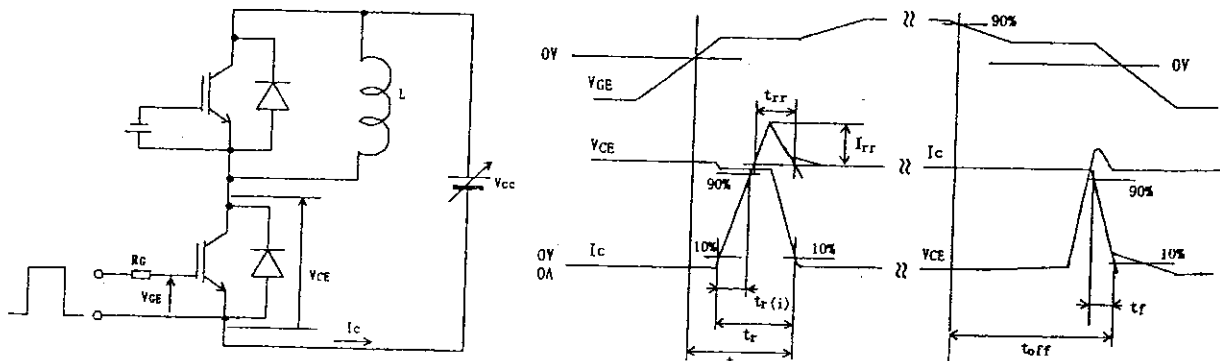 L
Vcc
RG
VGE
VCE
Ic
0V
VGE
VCE
90%
trr
Irr
0V
0A
Ic
10%
10%
tr(i)
tr
90%
0V
Ic
90%
VCE
10%
tf
toff